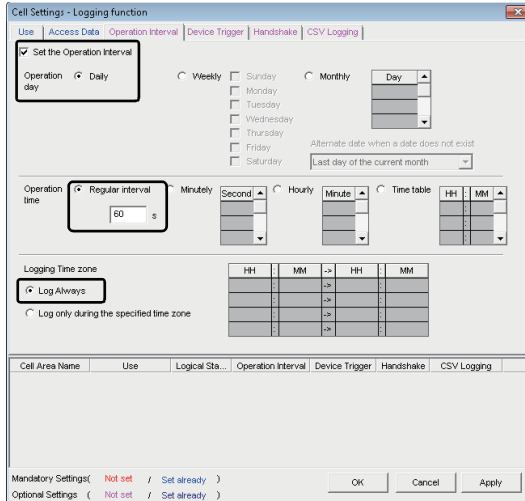 Cell Settings - Logging function
Use Access Data Operation Interval Device Trigger Handshake CSV Logging
Set the Operation Interval
Operation day Daily Weekly Sunday Monthly Day
Monday
Tuesday
Wednesday
Thursday
Friday Alternate date when a date does not exist
Saturday Last day of the current month
Operation time Regular interval Minutely Second Hourly Minute Time table HH : MM
60 s
Logging Time zone HH : MM -> HH : MM
Log Always : -> :
: -> :
Log only during the specified time zone : -> :
: -> :
Cell Area Name Use Logical Sta... Operation Interval Device Trigger Handshake CSV Logging
Mandatory Settings( Not set / Set already ) OK Cancel Apply
Optional Settings ( Not set / Set already )